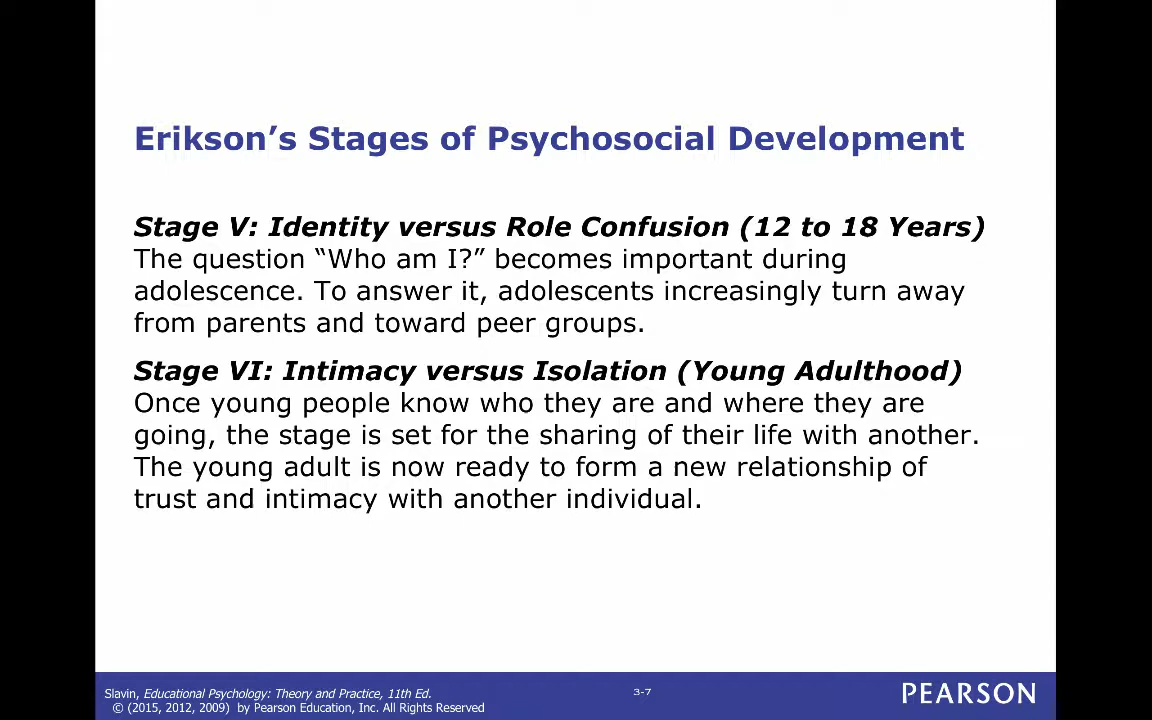 Erikson’s Stages of Psychosocial Development
Stage V: Identity versus Role Confusion (12 to 18 Years)
The question “Who am I?” becomes important during
adolescence. To answer it, adolescents increasingly turn away
from parents and toward peer groups.
Stage VI: Intimacy versus Isolation (Young Adulthood)
Once young people know who they are and where they are
going, the stage is set for the sharing of their life with another.
The young adult is now ready to form a new relationship of
trust and intimacy with another individual.
Slavin, Educational Psychology: Theory and Practice, 11th Ed.
© (2015, 2012, 2009) by Pearson Education, Inc. All Rights Reserved
3-7
PEARSON